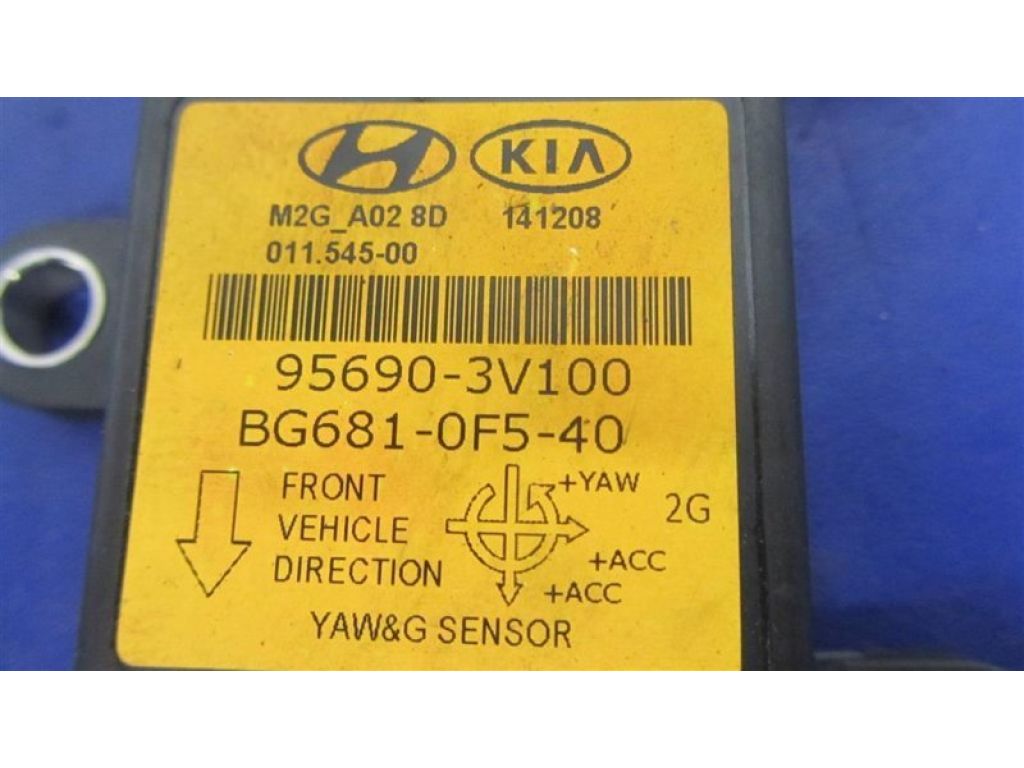 KIA
M2G_A02 8D 141208
011.545-00
95690-3V100
BG681-0F5-40
FRONT
VEHICLE
DIRECTION
+YAW
2G
+ACC
+ACC
YAW&G SENSOR